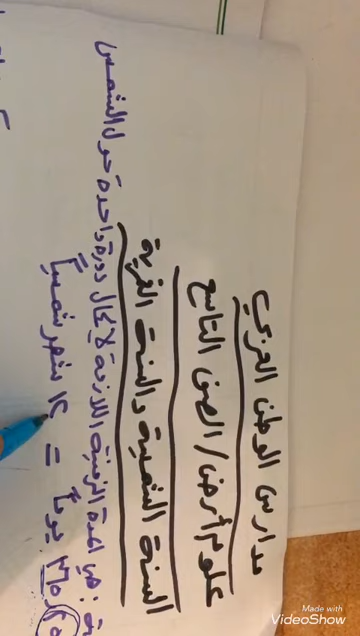 مدارس الوطن العربي
علوم أرض / الصف التاسع
السنة الشمسية والسنة القمرية
ة : هي المدة الزمنية اللازمة لإكمال دورة واحدة حول الشمس
يوماً = ١٢ شهر شمسياً
Made with
VideoShow